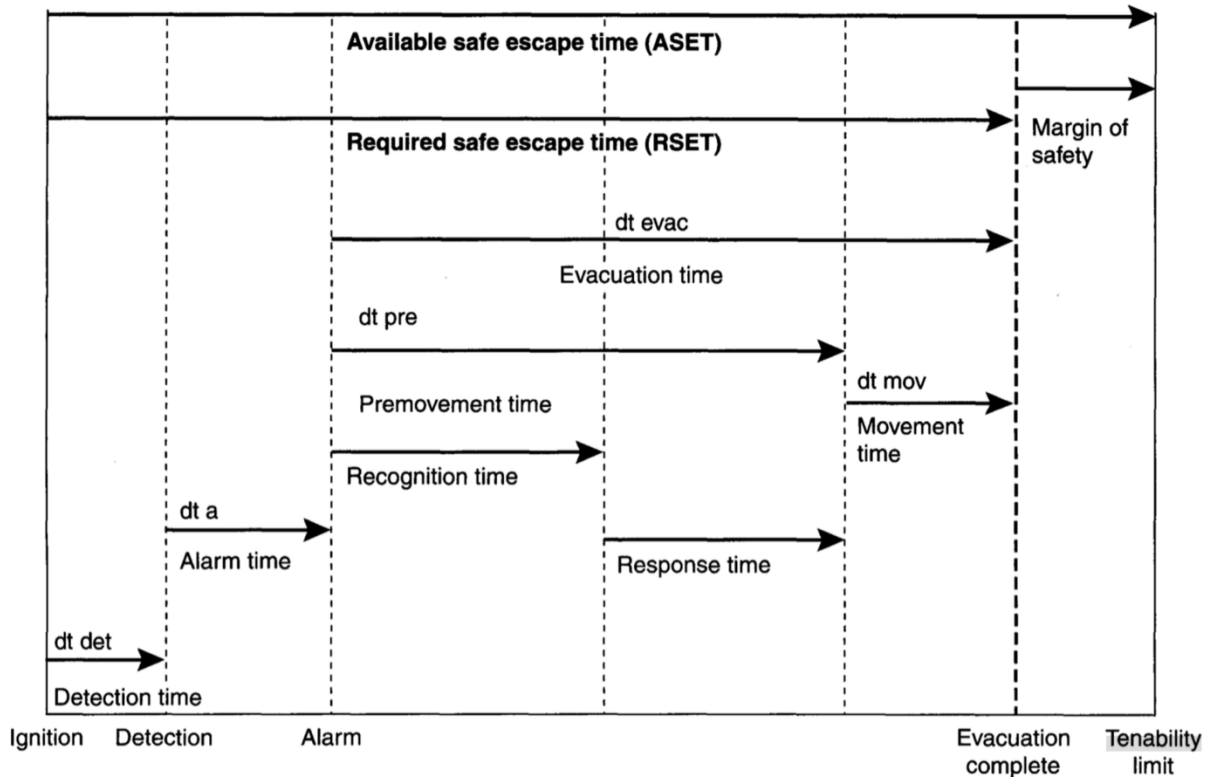 Available safe escape time (ASET)
Margin of
safety
Required safe escape time (RSET)
dt evac
Evacuation time
dt pre
dt mov
Premovement time
Movement
time
Recognition time
dt a
Alarm time
Response time
dt det
Detection time
Ignition
Detection
Alarm
Evacuation
complete
Tenability
limit